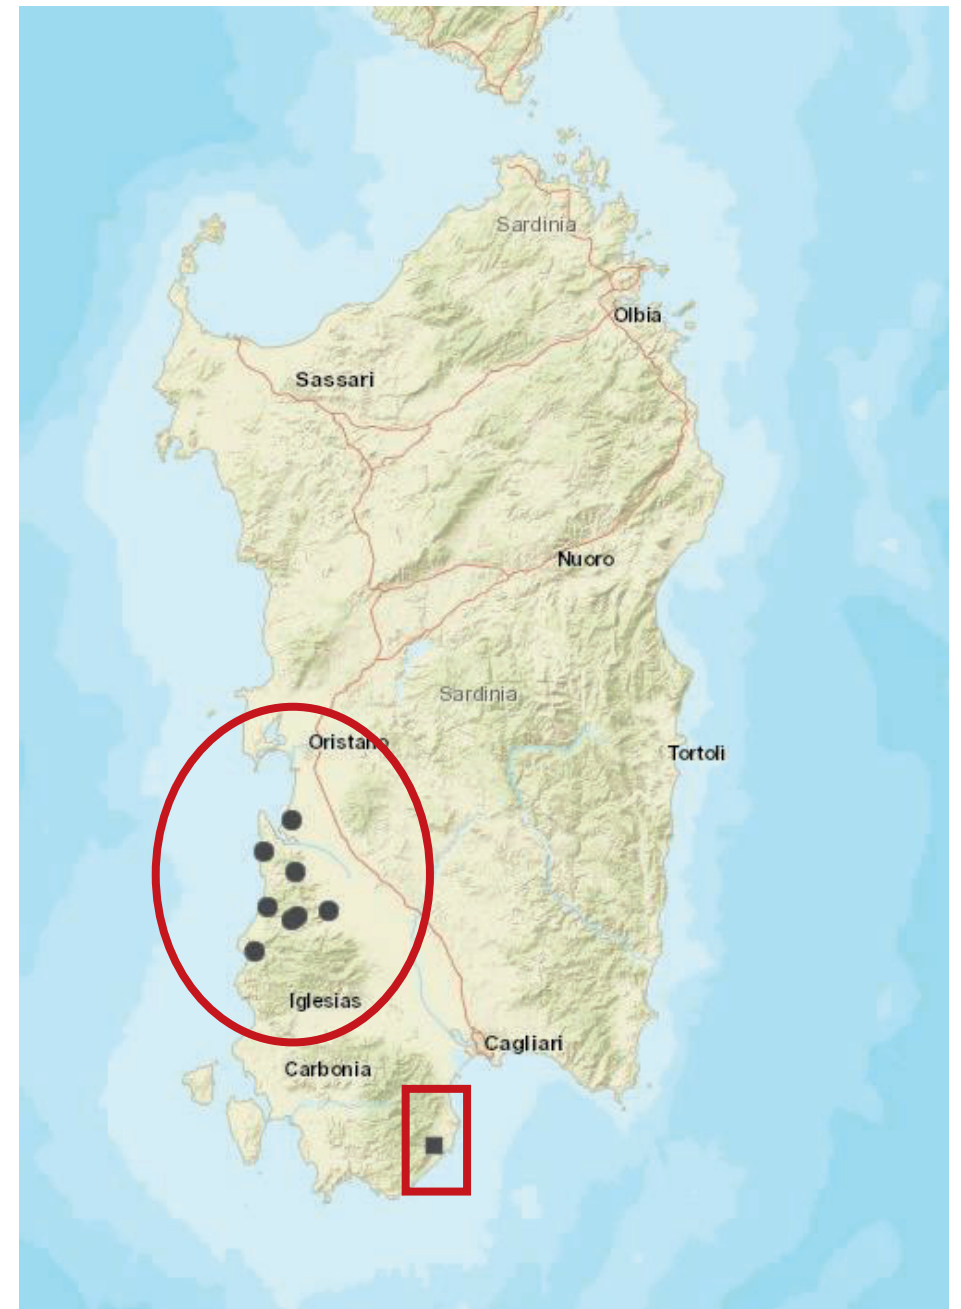 Sardinia
Olbia
Sassari
Nuoro
Sardinia
Oristano
Tortoli
Iglesias
Cagliari
Carbonia